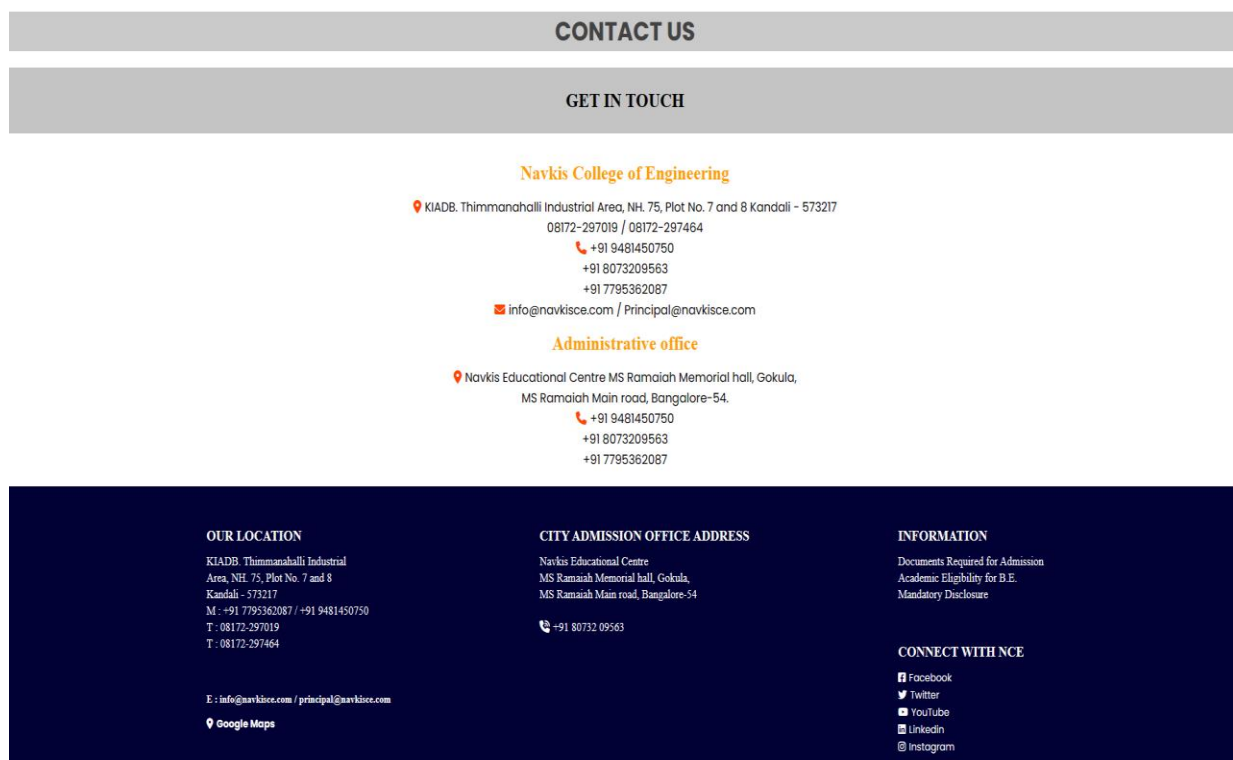 CONTACT US
GET IN TOUCH
Navkis College of Engineering
KIADB. Thimmanahalli Industrial Area, NH. 75, Plot No. 7 and 8 Kandali - 573217
08172-297019 / 08172-297464
+91 9481450750
+91 8073209563
+91 7795362087
info@navkisce.com / Principal@navkisce.com
Administrative office
Navkis Educational Centre MS Ramaiah Memorial hall, Gokula,
MS Ramaiah Main road, Bangalore-54.
+91 9481450750
+91 8073209563
+91 7795362087
OUR LOCATION
KIADB. Thimmanahalli Industrial
Area, NH. 75, Plot No. 7 and 8
Kandali - 573217
M : +91 7795362087 / +91 9481450750
T : 08172-297019
T : 08172-297464
E : info@navkisce.com / principal@navkisce.com
Google Maps
CITY ADMISSION OFFICE ADDRESS
Navkis Educational Centre
MS Ramaiah Memorial hall, Gokula,
MS Ramaiah Main road, Bangalore-54
+91 80732 09563
INFORMATION
Documents Required for Admission
Academic Eligibility for B.E.
Mandatory Disclosure
CONNECT WITH NCE
Facebook
Twitter
YouTube
Linkedin
Instagram